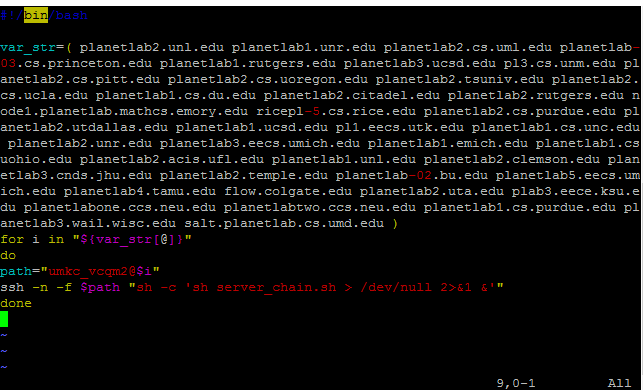 #!/bin/bash
var_str=( planetlab2.unl.edu planetlab1.unr.edu planetlab2.cs.uml.edu planetlab-
03.cs.princeton.edu planetlab1.rutgers.edu planetlab3.ucsd.edu pl3.cs.unm.edu pl
anetlab2.cs.pitt.edu planetlab2.cs.uoregon.edu planetlab2.tsuniv.edu planetlab2.
cs.ucla.edu planetlab1.cs.du.edu planetlab2.citadel.edu planetlab2.rutgers.edu n
ode1.planetlab.mathcs.emory.edu ricepl-5.cs.rice.edu planetlab2.cs.purdue.edu pl
anetlab2.utdallas.edu planetlab1.ucsd.edu pl1.eecs.utk.edu planetlab1.cs.unc.edu
 planetlab2.unr.edu planetlab3.eecs.umich.edu planetlab1.emich.edu planetlab1.cs
uohio.edu planetlab2.acis.ufl.edu planetlab1.unl.edu planetlab2.clemson.edu plan
etlab3.cnds.jhu.edu planetlab2.temple.edu planetlab-02.bu.edu planetlab5.eecs.um
ich.edu planetlab4.tamu.edu flow.colgate.edu planetlab2.uta.edu plab3.eece.ksu.e
du planetlabone.ccs.neu.edu planetlabtwo.ccs.neu.edu planetlab1.cs.purdue.edu pl
anetlab3.wail.wisc.edu salt.planetlab.cs.umd.edu )
for i in "${var_str[@]}"
do
path="umkc_vcqm2@$i"
ssh -n -f $path "sh -c 'sh server_chain.sh > /dev/null 2>&1 &'"
done
~
~
~
9,0-1 All